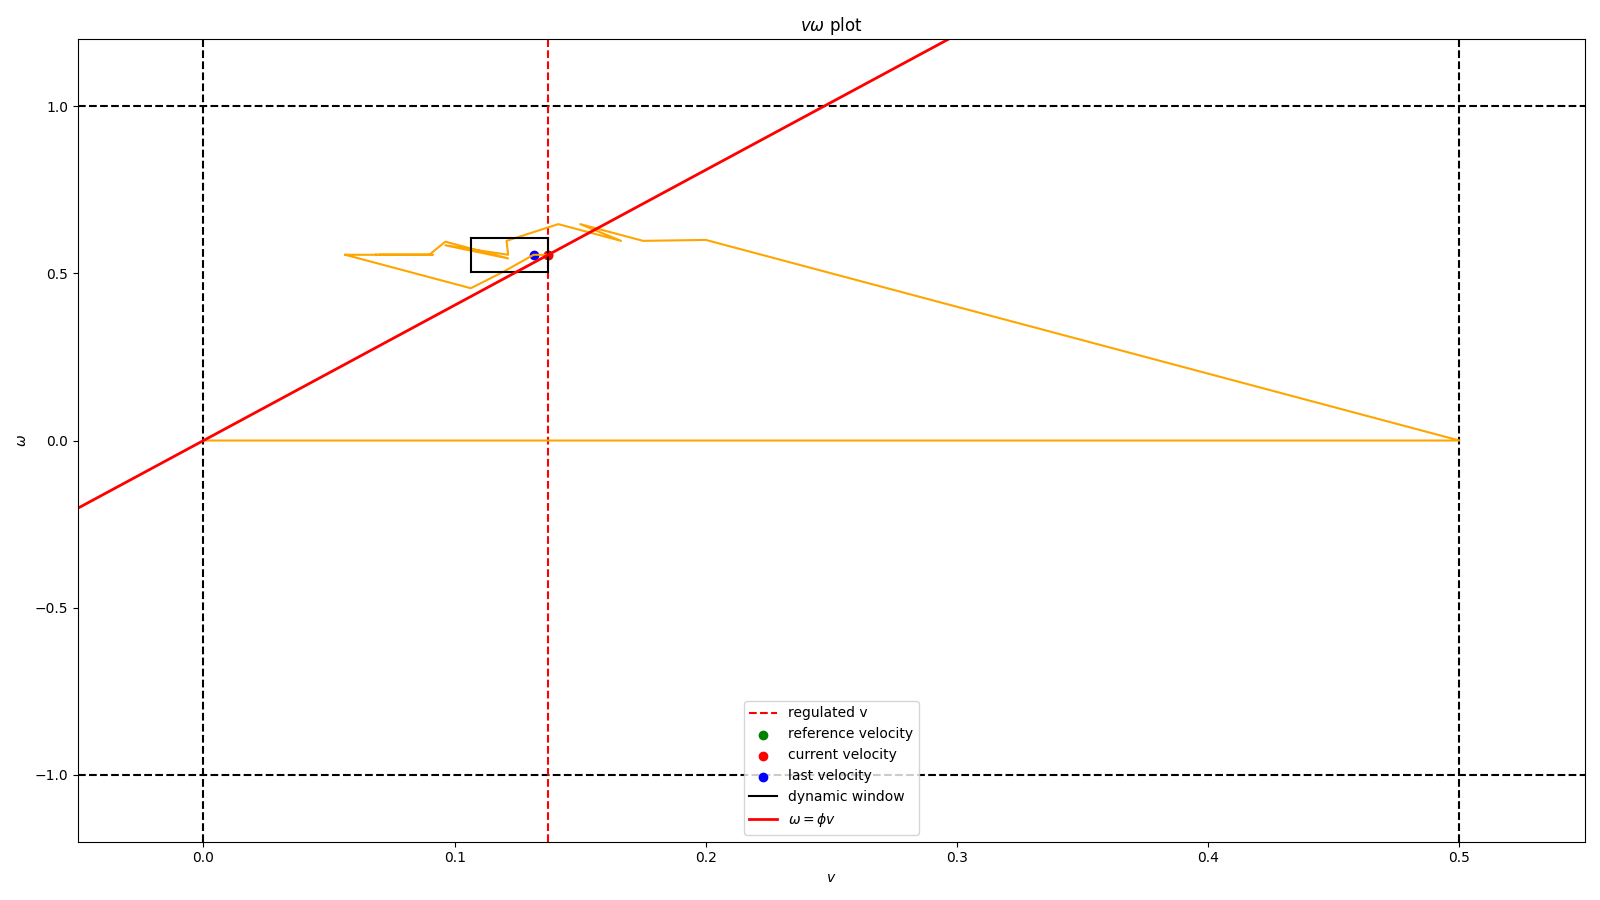 vω plot
1.0
0.5
0.0
−0.5
−1.0
ω
regulated v
reference velocity
current velocity
last velocity
dynamic window
ω = ϕv
0.0 0.1 0.2 0.3 0.4 0.5
v